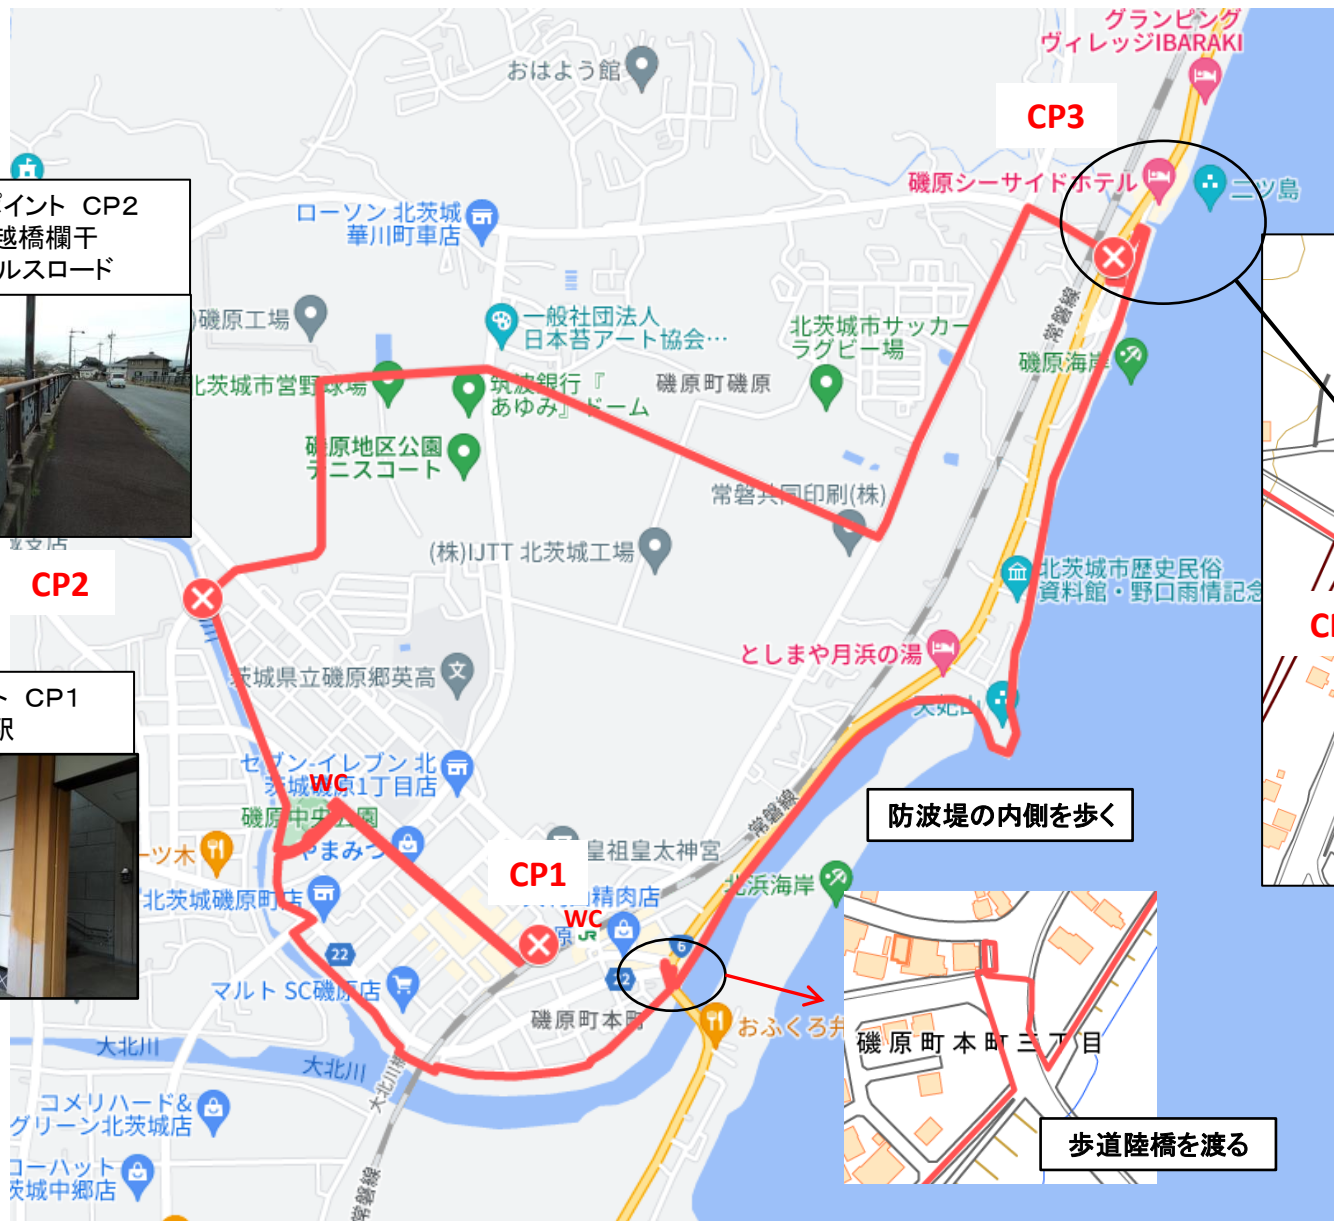 グランピング
ヴィレッジIBARAKI
おはよう館
CP3
磯原シーサイドホテル
二ツ島
イント CP2
越橋欄干
ルスロード
ローソン 北茨城
華川町車店
磯原工場
一般社団法人
日本苔アート協会…
北茨城市サッカー
ラグビー場
常磐線
磯原海岸
北茨城市営野球場
筑波銀行『
あゆみ』ドーム
磯原町磯原
磯原地区公園
テニスコート
常磐共同印刷(株)
(株)IJTT 北茨城工場
支店
CP2
北茨城市歴史民俗
資料館・野口雨情記念
としまや月浜の湯
茨城県立磯原郷英高
天妃山
ト CP1
駅
セブン-イレブン 北
茨城磯原1丁目店
WC
磯原中央公園
やまみつ
常磐線
防波堤の内側を歩く
皇祖皇太神宮
ーツ木
CP1
北浜海岸
北茨城磯原町店
精肉店
WC
原
JR
22
6
22
マルト SC磯原店
磯原町本町
おふくろ弁
磯原町本町三丁目
大北川
大北川
大北川
コメリハード&
グリーン北茨城店
歩道陸橋を渡る
コーハット
茨城中郷店
常磐線